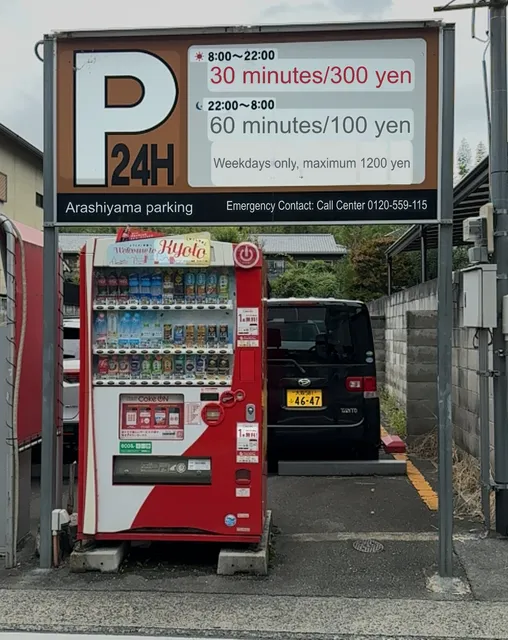 P
24H
8:00~22:00
30 minutes/300 yen
22:00~8:00
60 minutes/100 yen
Weekdays only, maximum 1200 yen
Arashiyama parking
Emergency Contact: Call Center 0120-559-115
Welcome to Kyoto
Coke ON
46-47
TANTO